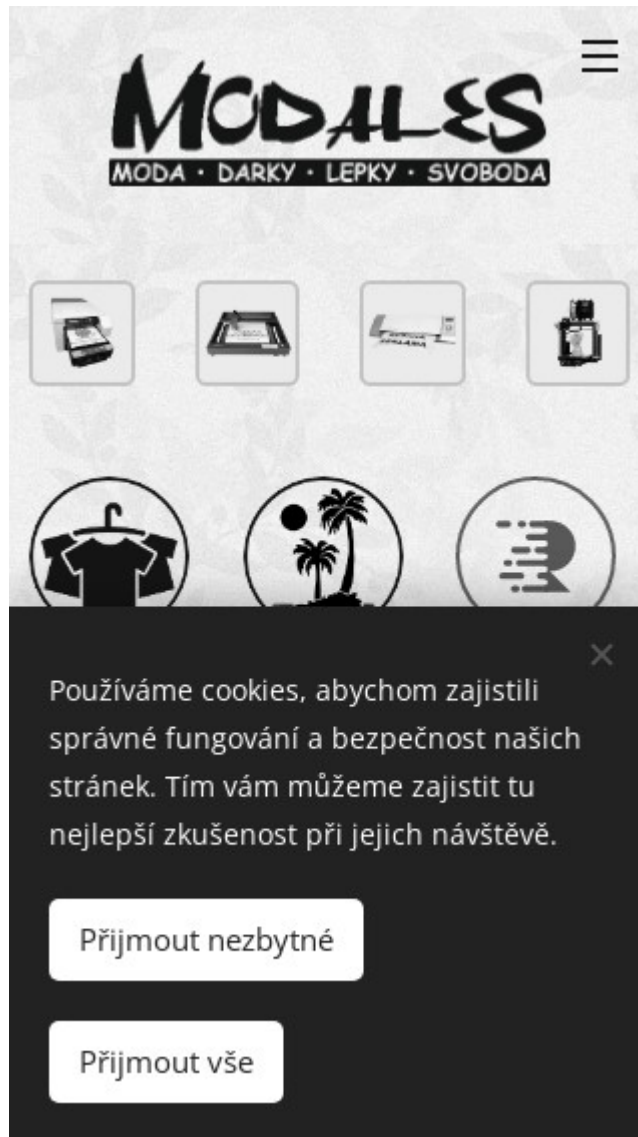 MODALES
MODA · DARKY · LEPKY · SVOBODA
Používáme cookies, abychom zajistili
správné fungování a bezpečnost našich
stránek. Tím vám můžeme zajistit tu
nejlepší zkušenost při jejich návštěvě.
Přijmout nezbytné
Přijmout vše